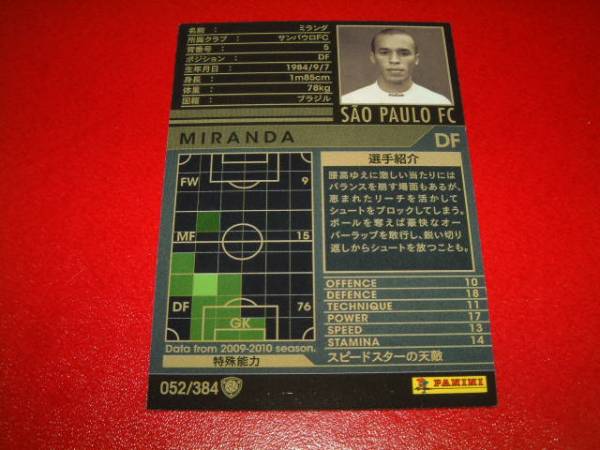 名前 : ミランダ
所属クラブ : サンパウロFC
背番号 : 5
ポジション : DF
生年月日 : 1984/9/7
身長 : 1m85cm
体重 : 78kg
国籍 : ブラジル
SÃO PAULO FC
MIRANDA
DF
FW 9
MF 15
DF 76
GK
Data from 2009-2010 season.
選手紹介
腰高ゆえに激しい当たりには
バランスを崩す場面もあるが、
恵まれたリーチを活かして
シュートをブロックしてしまう。
ボールを奪えば豪快なオー
バーラップを敢行し、鋭い切り
返しからシュートを放つことも。
OFFENCE 10
DEFENCE 18
TECHNIQUE 11
POWER 17
SPEED 13
STAMINA 14
特殊能力
スピードスターの天敵
052/384
PANINI